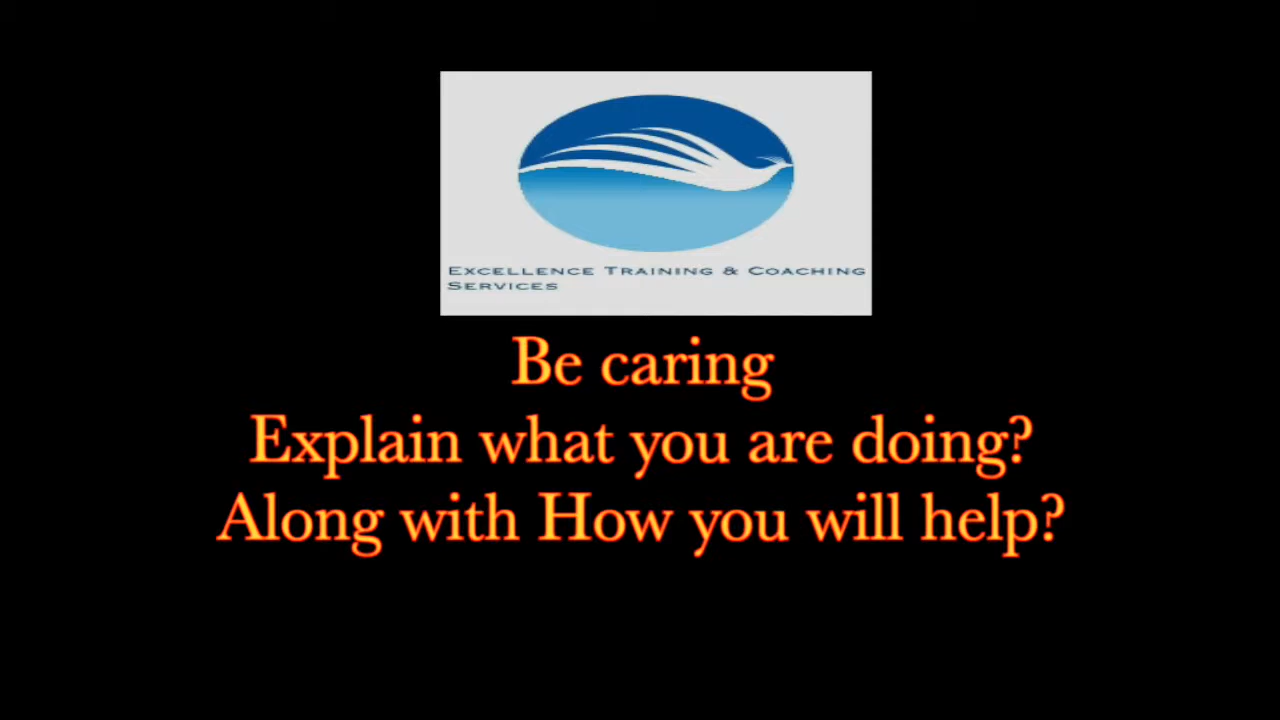 EXCELLENCE TRAINING & COACHING
SERVICES
Be caring
Explain what you are doing?
Along with How you will help?